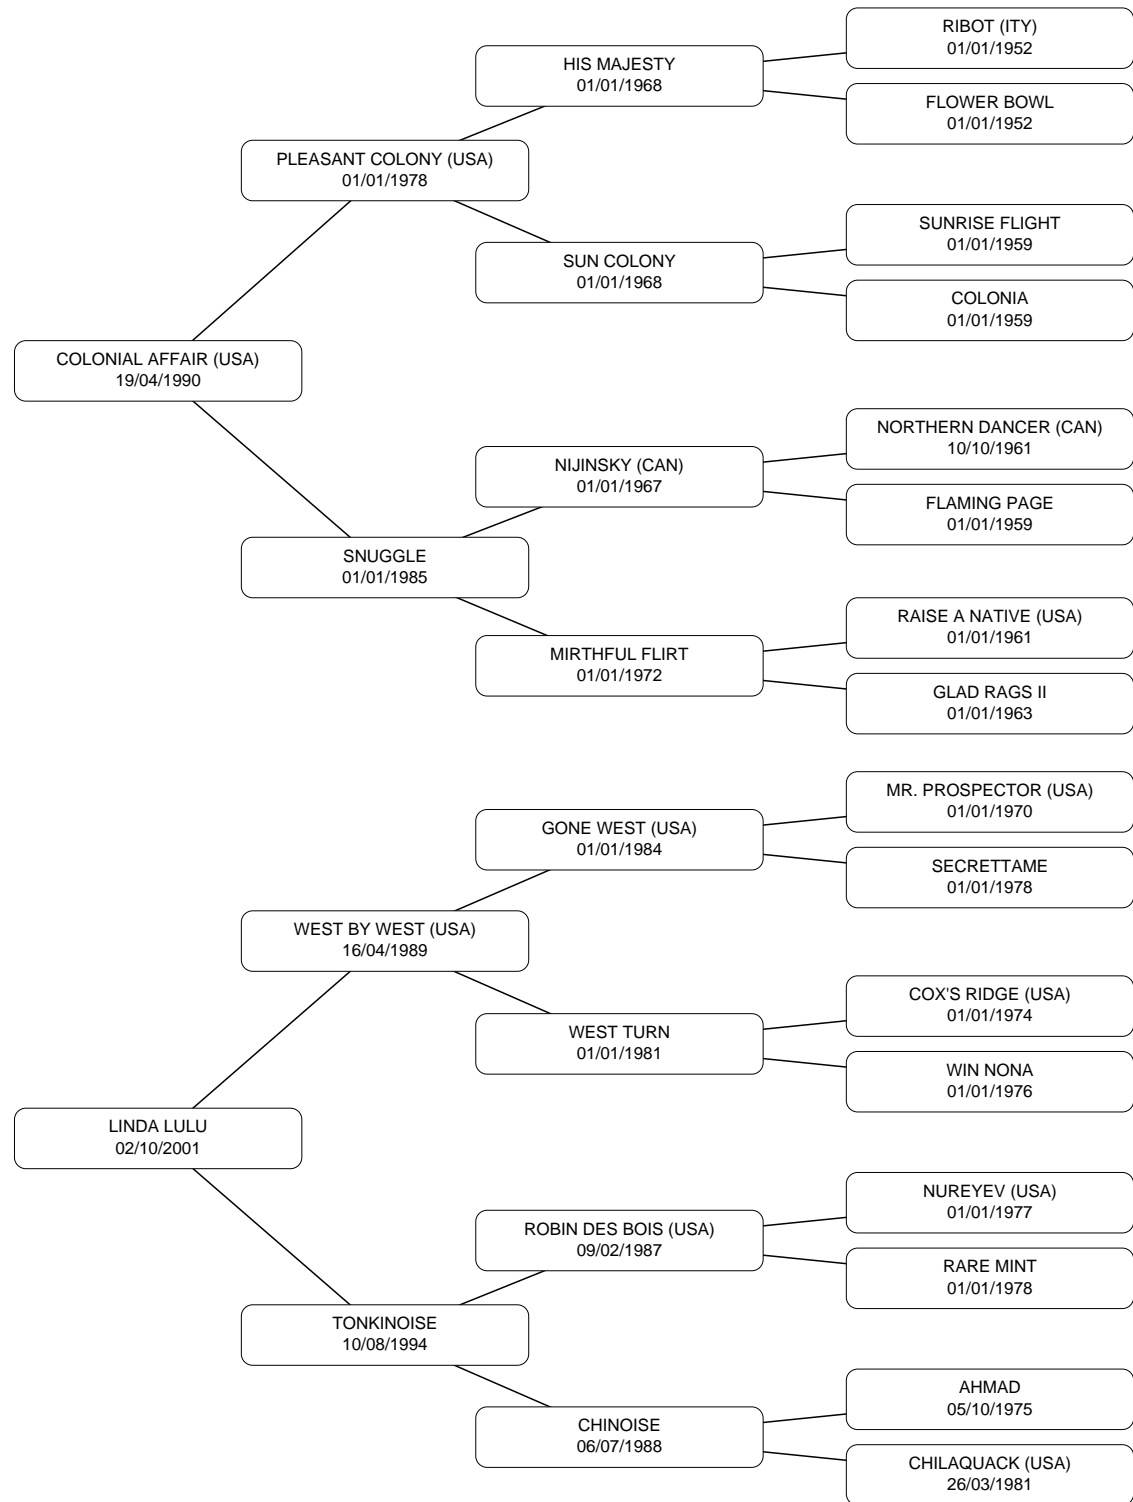 RIBOT (ITY)
01/01/1952
HIS MAJESTY
01/01/1968
FLOWER BOWL
01/01/1952
PLEASANT COLONY (USA)
01/01/1978
SUNRISE FLIGHT
01/01/1959
SUN COLONY
01/01/1968
COLONIA
01/01/1959
COLONIAL AFFAIR (USA)
19/04/1990
NORTHERN DANCER (CAN)
10/10/1961
NIJINSKY (CAN)
01/01/1967
FLAMING PAGE
01/01/1959
SNUGGLE
01/01/1985
RAISE A NATIVE (USA)
01/01/1961
MIRTHFUL FLIRT
01/01/1972
GLAD RAGS II
01/01/1963
MR. PROSPECTOR (USA)
01/01/1970
GONE WEST (USA)
01/01/1984
SECRETTAME
01/01/1978
WEST BY WEST (USA)
16/04/1989
COX'S RIDGE (USA)
01/01/1974
WEST TURN
01/01/1981
WIN NONA
01/01/1976
LINDA LULU
02/10/2001
NUREYEV (USA)
01/01/1977
ROBIN DES BOIS (USA)
09/02/1987
RARE MINT
01/01/1978
TONKINOISE
10/08/1994
AHMAD
05/10/1975
CHINOISE
06/07/1988
CHILAQUACK (USA)
26/03/1981